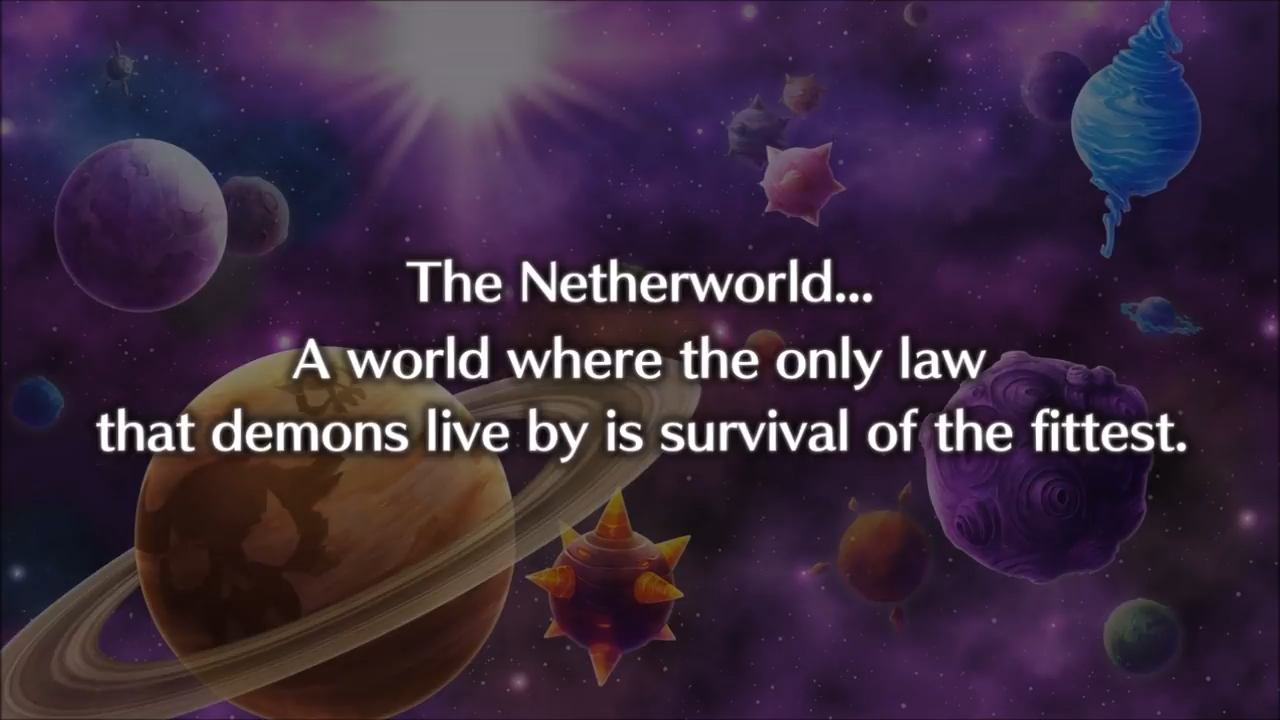 The Netherworld...
A world where the only law
that demons live by is survival of the fittest.